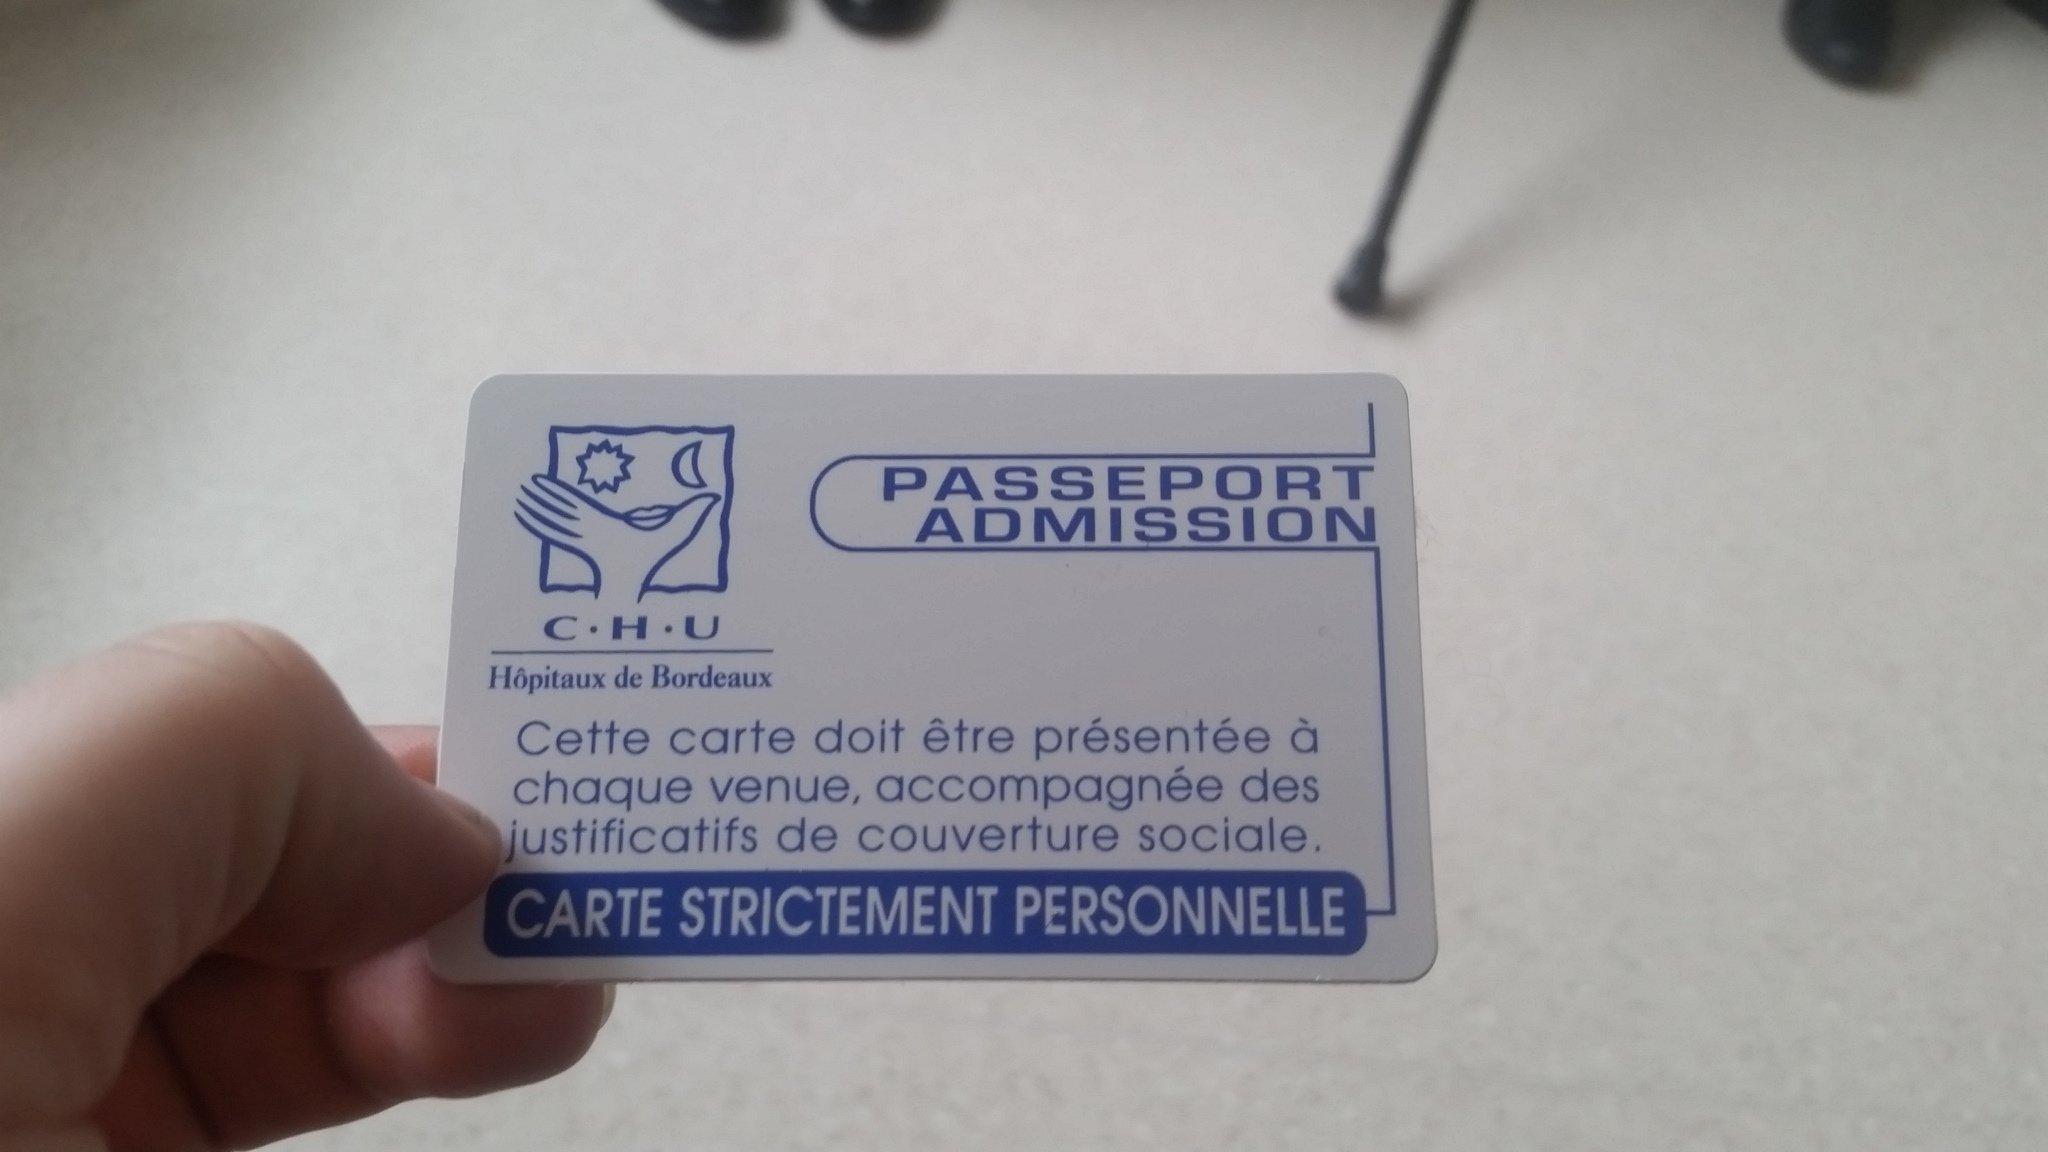 PASSEPORT
ADMISSION
C·H·U
Hôpitaux de Bordeaux
Cette carte doit être présentée à
chaque venue, accompagnée des
justificatifs de couverture sociale.
CARTE STRICTEMENT PERSONNELLE